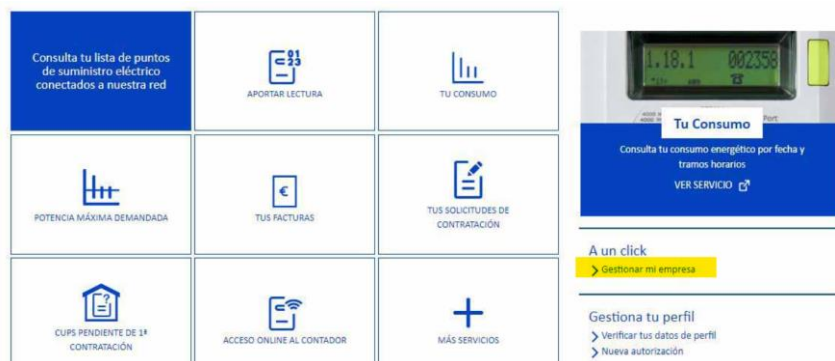 Consulta tu lista de puntos
de suministro eléctrico
conectados a nuestra red
APORTAR LECTURA
TU CONSUMO
POTENCIA MÁXIMA DEMANDADA
TUS FACTURAS
TUS SOLICITUDES DE
CONTRATACIÓN
CUPS PENDIENTE DE 1ª
CONTRATACIÓN
ACCESO ONLINE AL CONTADOR
MÁS SERVICIOS
1.18.1 002358
Port
Tu Consumo
Consulta tu consumo energético por fecha y
tramos horarios
VER SERVICIO
A un click
Gestionar mi empresa
Gestiona tu perfil
Verificar tus datos de perfil
Nueva autorización